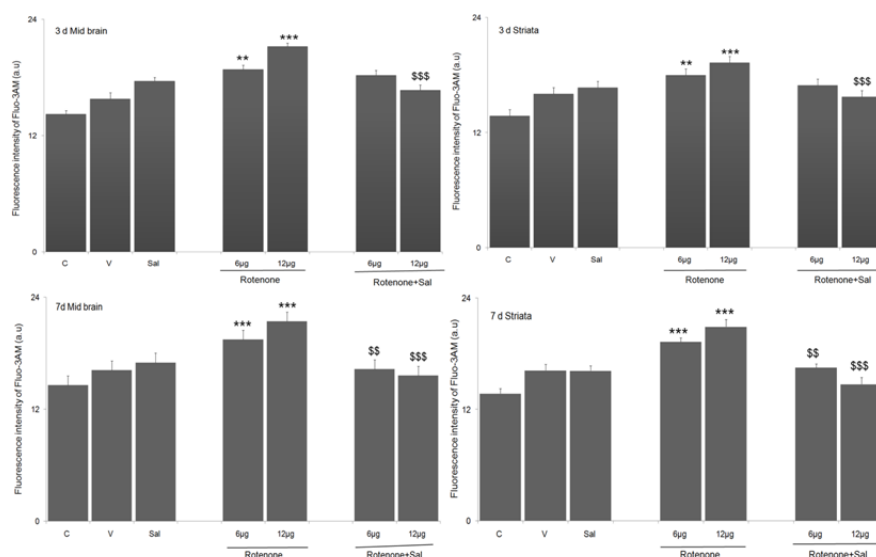 24
3 d Mid brain
***
**
$$$
12
0
Fluorescence intensity of Fluo-3AM (a.u)
C V Sal 6µg 12µg 6µg 12µg
Rotenone Rotenone+Sal
24
3 d Striata
***
**
$$$
12
0
Fluorescence intensity of Fluo-3AM (a.u)
C V Sal 6µg 12µg 6µg 12µg
Rotenone Rotenone+Sal
24
7d Mid brain
***
***
$$
$$$
12
0
Fluorescence intensity of Fluo-3AM (a.u)
C V Sal 6µg 12µg 6µg 12µg
Rotenone Rotenone+Sal
24
7 d Striata
***
***
$$
$$$
12
0
Fluorescence intensity of Fluo-3AM (a.u)
C V Sal 6µg 12µg 6µg 12µg
Rotenone Rotenone+Sal